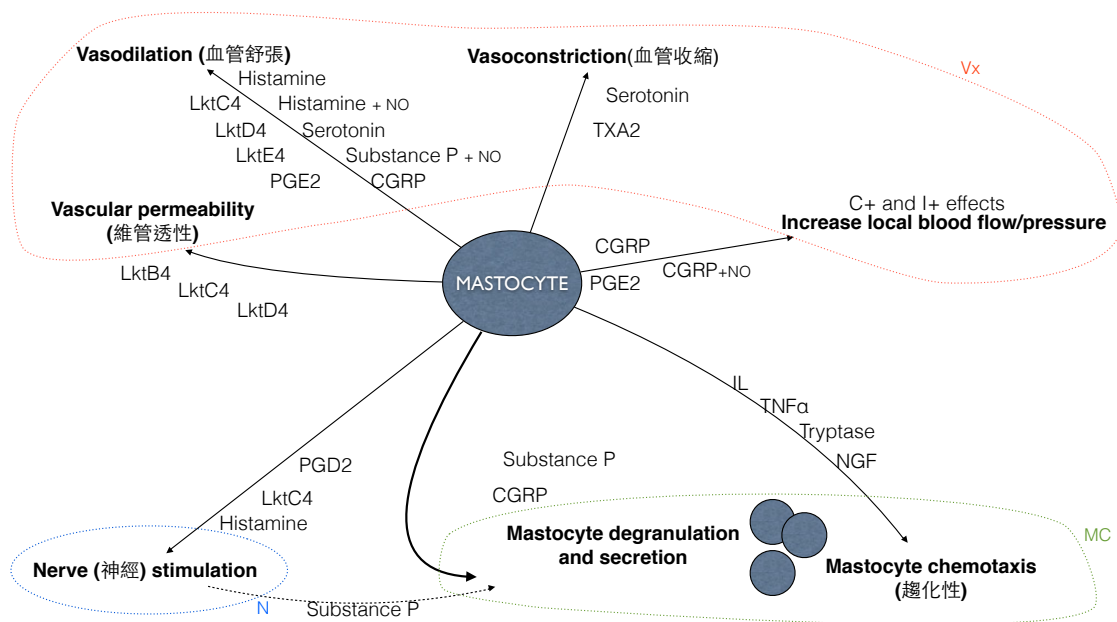 Vasodilation (血管舒張)
Histamine
LktC4
Histamine + NO
LktD4
Serotonin
LktE4
Substance P + NO
PGE2
CGRP
Vasoconstriction(血管收縮)
Serotonin
TXA2
Vx
Vascular permeability
(維管透性)
LktB4
LktC4
LktD4
C+ and I+ effects
Increase local blood flow/pressure
CGRP
CGRP+NO
PGE2
MASTOCYTE
IL
TNFα
Tryptase
NGF
PGD2
LktC4
Histamine
Substance P
CGRP
Nerve (神經) stimulation
N
Substance P
Mastocyte degranulation
and secretion
MC
Mastocyte chemotaxis
(趨化性)